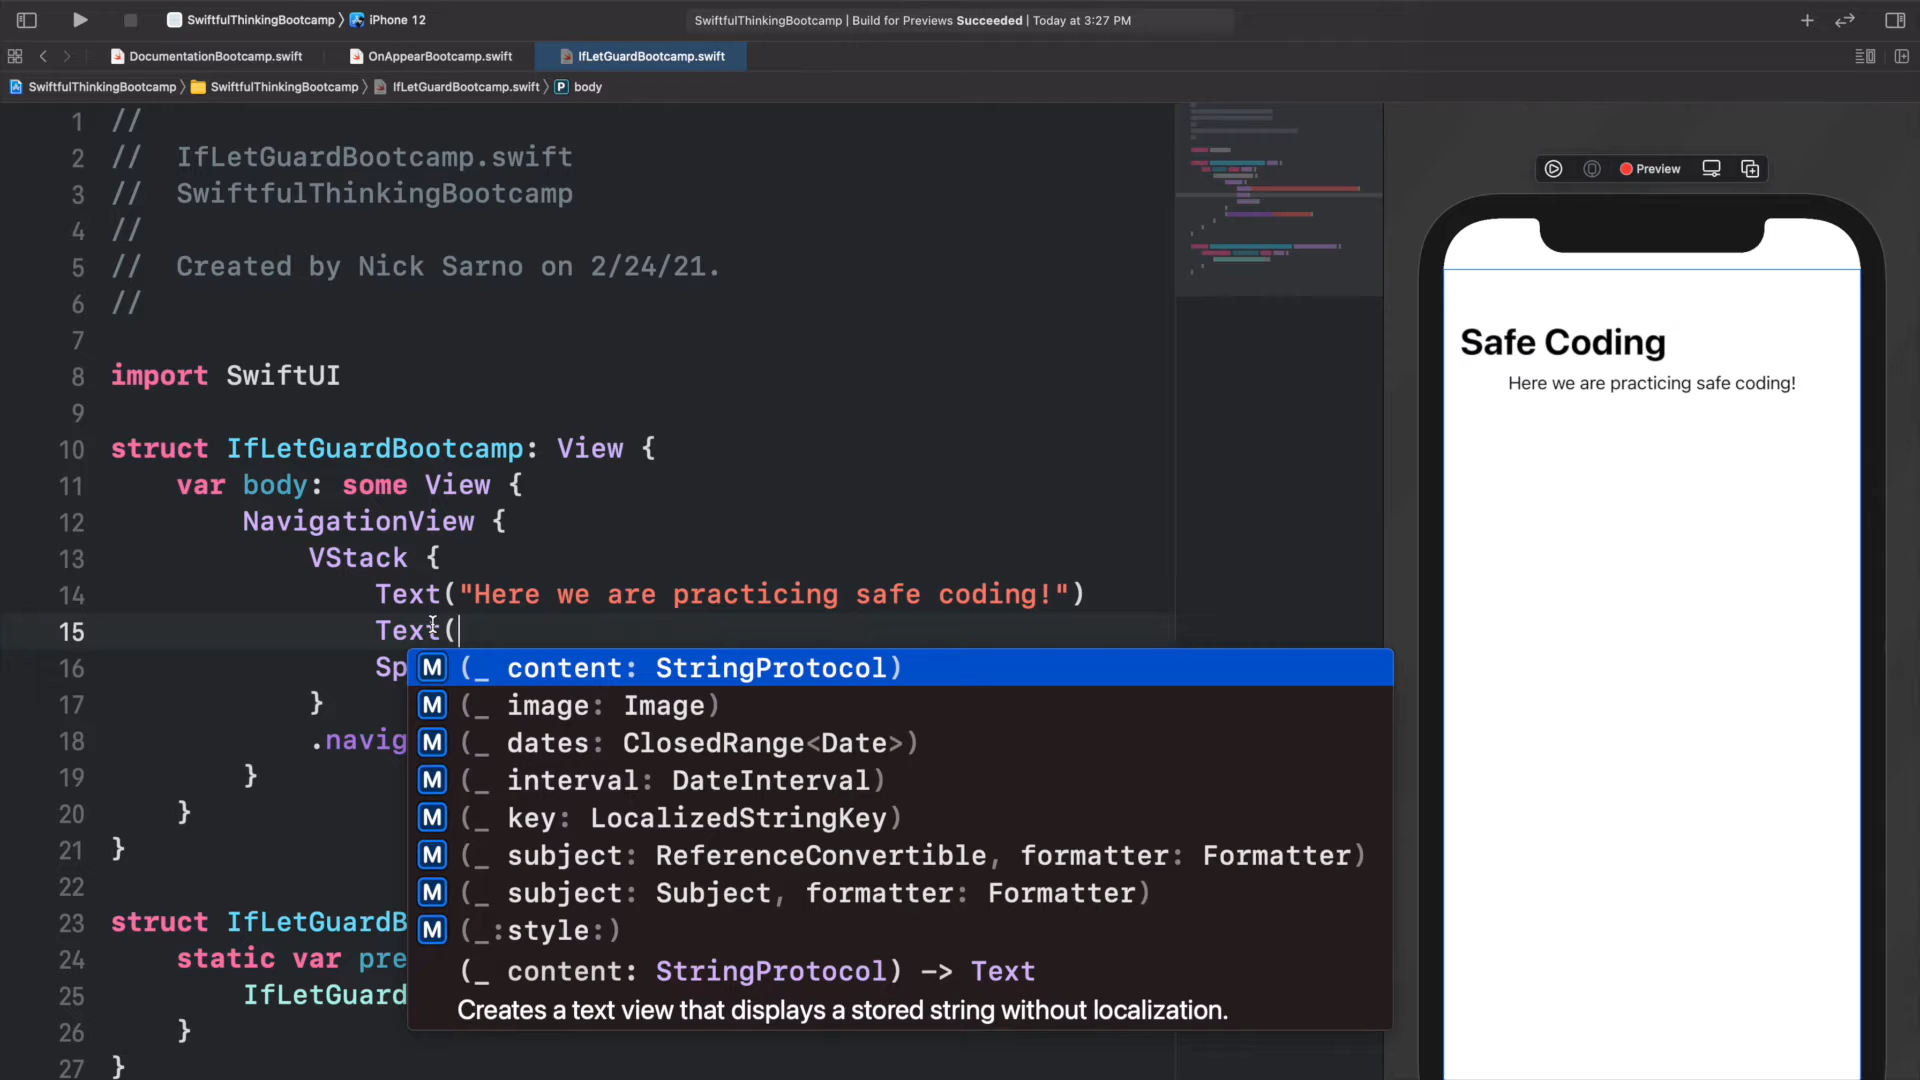 SwiftfulThinkingBootcamp 〉 iPhone 12
SwiftfulThinkingBootcamp | Build for Previews Succeeded | Today at 3:27 PM
DocumentationBootcamp.swift
OnAppearBootcamp.swift
IfLetGuardBootcamp.swift
SwiftfulThinkingBootcamp 〉 SwiftfulThinkingBootcamp 〉 IfLetGuardBootcamp.swift 〉 P body
1 //
2 //  IfLetGuardBootcamp.swift
3 //  SwiftfulThinkingBootcamp
4 //
5 //  Created by Nick Sarno on 2/24/21.
6 //
7
8 import SwiftUI
9
10 struct IfLetGuardBootcamp: View {
11     var body: some View {
12         NavigationView {
13             VStack {
14                 Text("Here we are practicing safe coding!")
15                 Text(
16                 Sp
17             }
18             .navig
19         }
20     }
21 }
22
23 struct IfLetGuardB
24     static var pre
25         IfLetGuard
26     }
27 }
M (_ content: StringProtocol)
M (_ image: Image)
M (_ dates: ClosedRange<Date>)
M (_ interval: DateInterval)
M (_ key: LocalizedStringKey)
M (_ subject: ReferenceConvertible, formatter: Formatter)
M (_ subject: Subject, formatter: Formatter)
M (_:style:)
(_ content: StringProtocol) -> Text
Creates a text view that displays a stored string without localization.
Preview
Safe Coding
Here we are practicing safe coding!